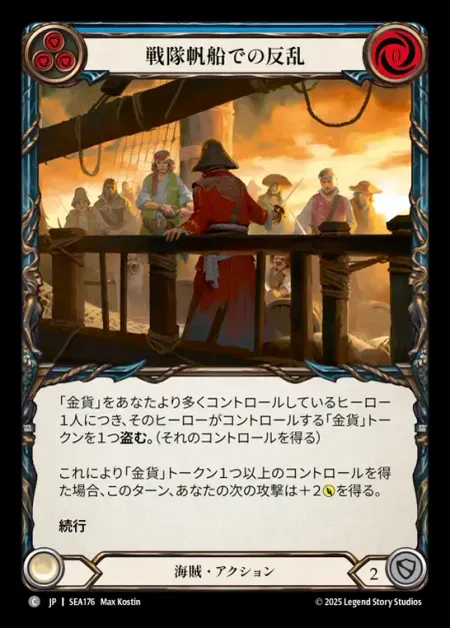 戦隊帆船での反乱
0
「金貨」をあなたより多くコントロールしているヒーロー
1人につき、そのヒーローがコントロールする「金貨」トー
クンを1つ盗む。（それのコントロールを得る）
これにより「金貨」トークン1つ以上のコントロールを得
た場合、このターン、あなたの次の攻撃は＋2を得る。
続行
海賊・アクション
2
C JP | SEA176 Max Kostin
© 2025 Legend Story Studios